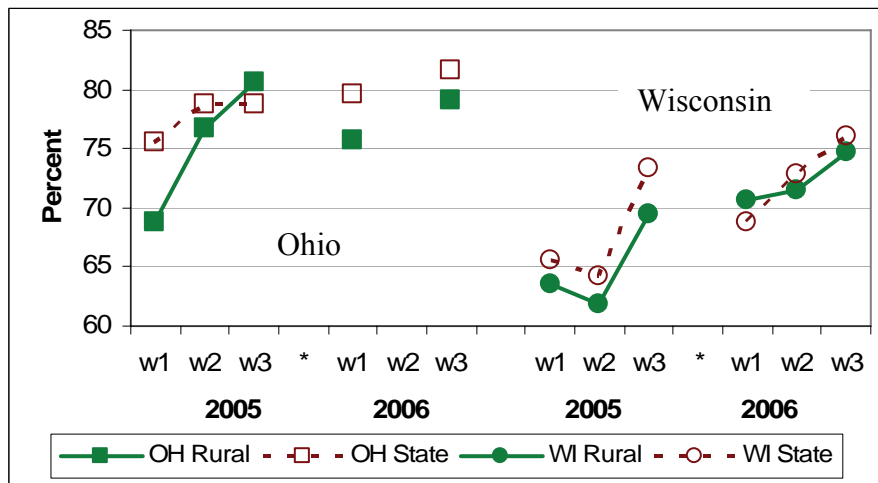 85
80
75
70
65
60
Percent
Ohio
Wisconsin
w1 w2 w3 * w1 w2 w3 w1 w2 w3 * w1 w2 w3
2005 2006 2005 2006
OH Rural OH State WI Rural WI State